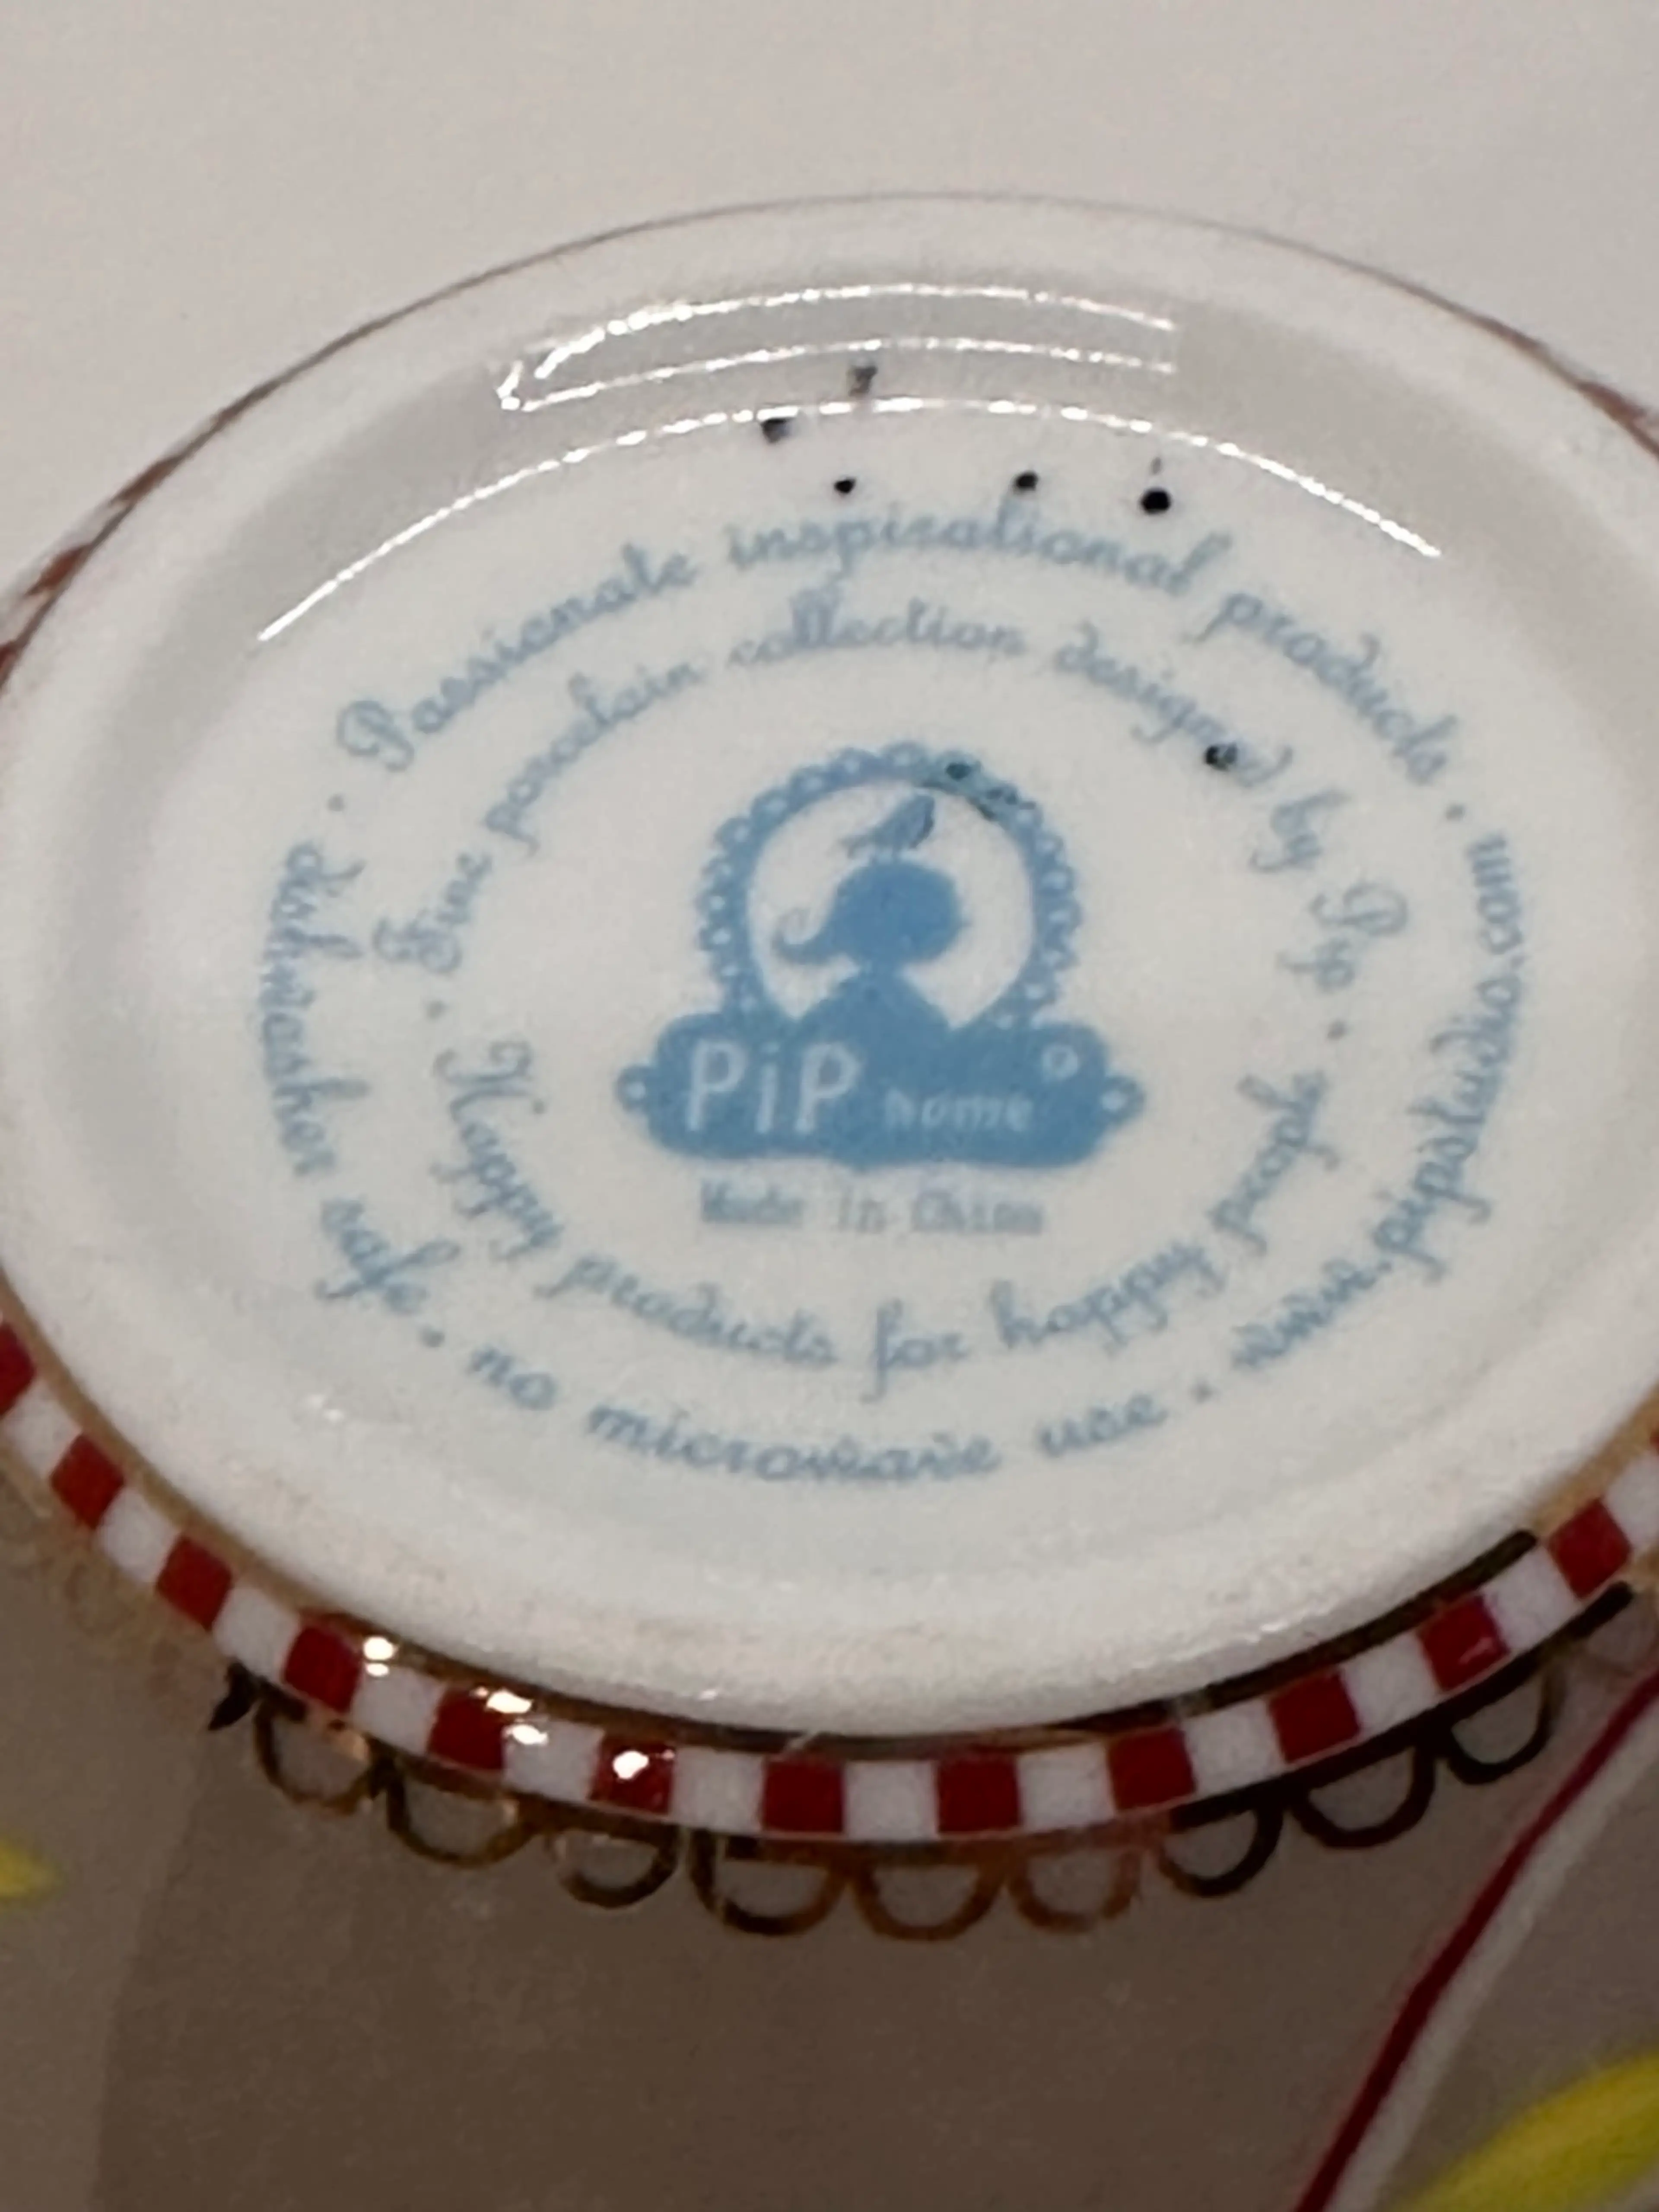 Passionate inspirational products · www.pipstudio.com · no microwave use · dishwasher safe ·
Fine porcelain collection designed by Pip · Happy products for happy people ·
PiP home ®
Made in China